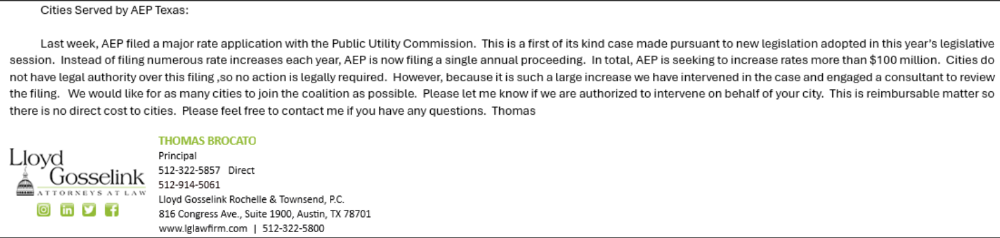 Cities Served by AEP Texas:
Last week, AEP filed a major rate application with the Public Utility Commission.  This is a first of its kind case made pursuant to new legislation adopted in this year's legislative
session.  Instead of filing numerous rate increases each year, AEP is now filing a single annual proceeding.  In total, AEP is seeking to increase rates more than $100 million.  Cities do
not have legal authority over this filing ,so no action is legally required.  However, because it is such a large increase we have intervened in the case and engaged a consultant to review
the filing.   We would like for as many cities to join the coalition as possible.  Please let me know if we are authorized to intervene on behalf of your city.  This is reimbursable matter so
there is no direct cost to cities.  Please feel free to contact me if you have any questions.  Thomas
Lloyd
Gosselink
ATTORNEYS AT LAW
THOMAS BROCATO
Principal
512-322-5857   Direct
512-914-5061
Lloyd Gosselink Rochelle & Townsend, P.C.
816 Congress Ave., Suite 1900, Austin, TX 78701
www.lglawfirm.com  |  512-322-5800